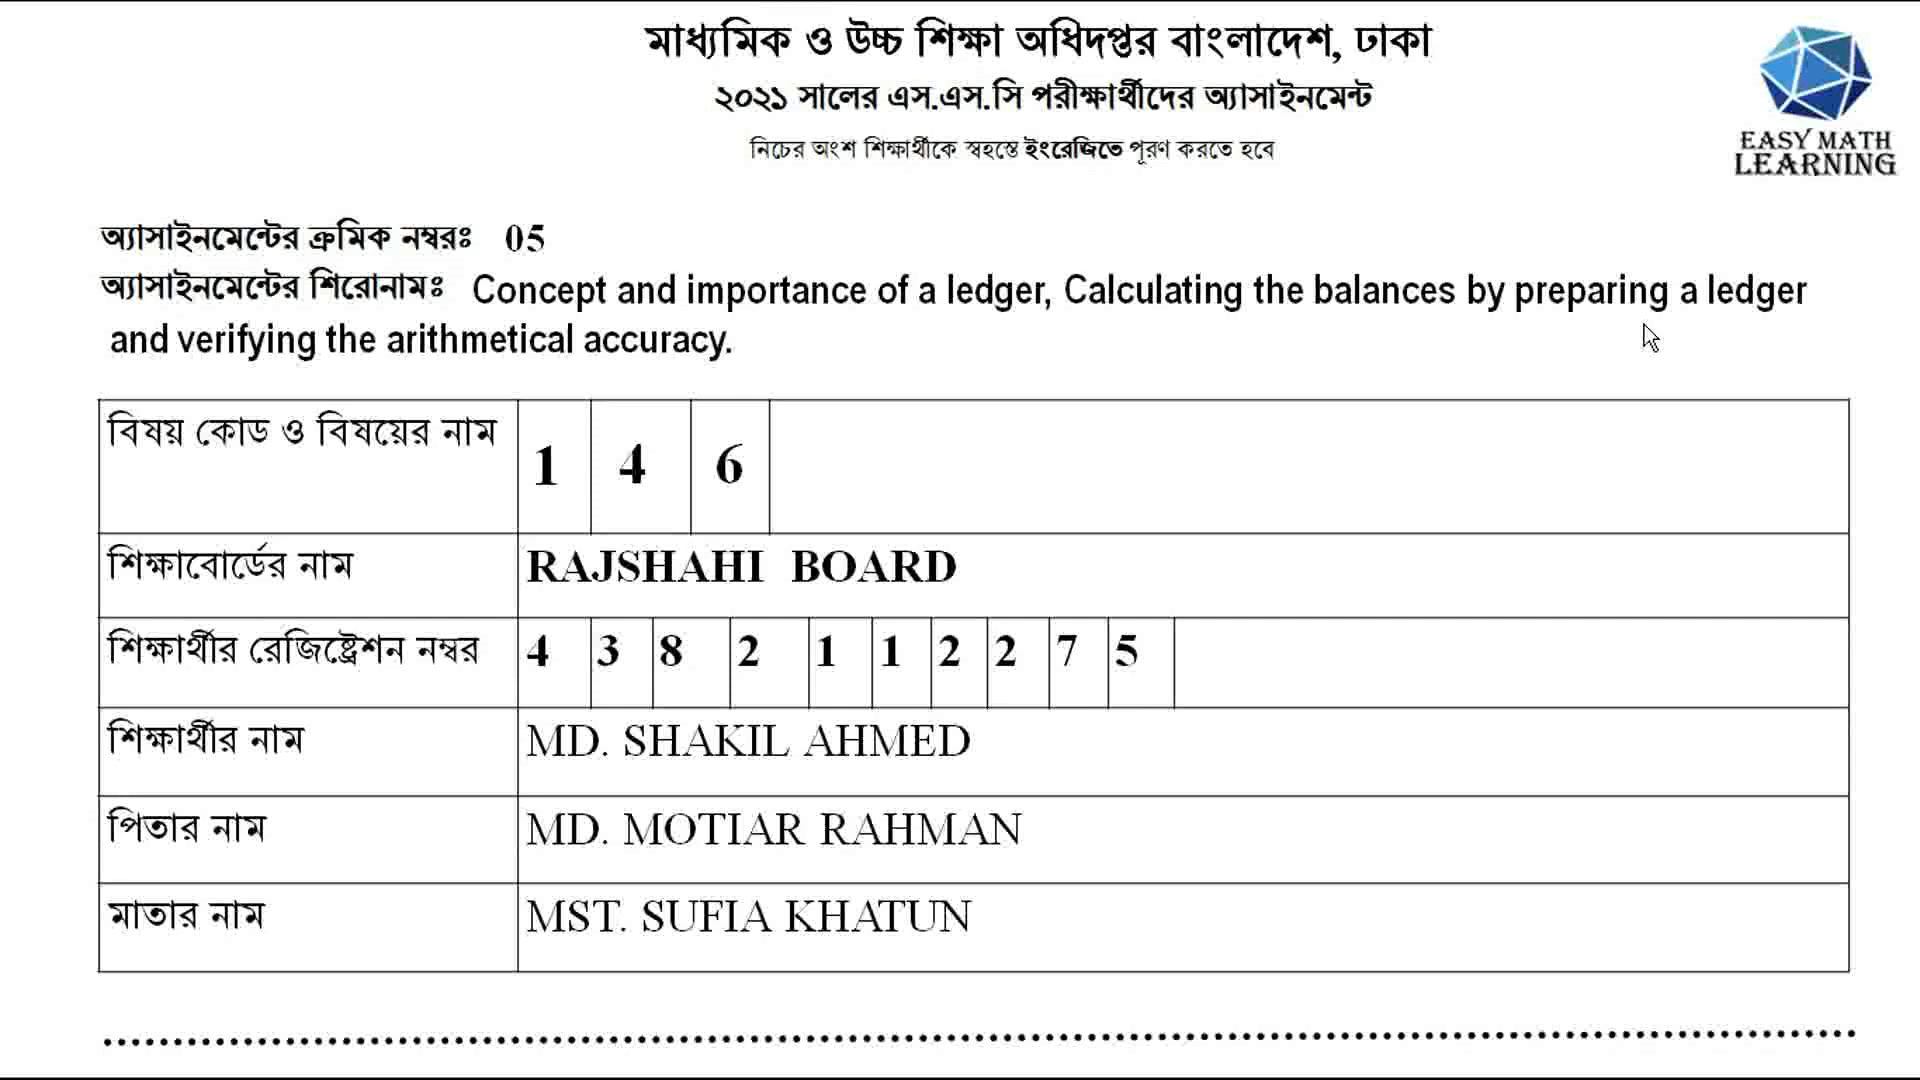 মাধ্যমিক ও উচ্চ শিক্ষা অধিদপ্তর বাংলাদেশ, ঢাকা
২০২১ সালের এস.এস.সি পরীক্ষার্থীদের অ্যাসাইনমেন্ট
নিচের অংশ শিক্ষার্থীকে স্বহস্তে ইংরেজিতে পূরণ করতে হবে
EASY MATH
LEARNING
অ্যাসাইনমেন্টের ক্রমিক নম্বরঃ 05
অ্যাসাইনমেন্টের শিরোনামঃ Concept and importance of a ledger, Calculating the balances by preparing a ledger
and verifying the arithmetical accuracy.
বিষয় কোড ও বিষয়ের নাম 1 4 6
শিক্ষাবোর্ডের নাম RAJSHAHI BOARD
শিক্ষার্থীর রেজিষ্ট্রেশন নম্বর 4 3 8 2 1 1 2 2 7 5
শিক্ষার্থীর নাম MD. SHAKIL AHMED
পিতার নাম MD. MOTIAR RAHMAN
মাতার নাম MST. SUFIA KHATUN